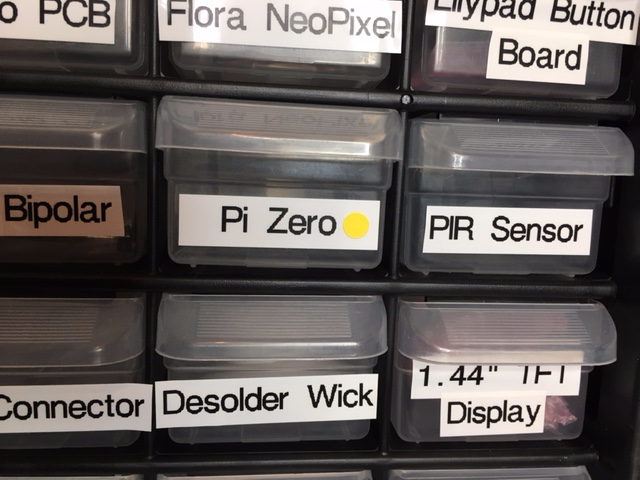 o PCB
Flora NeoPixel
Lilypad Button
Board
Bipolar
Pi Zero
PIR Sensor
Connector
Desolder Wick
1.44" TFT
Display